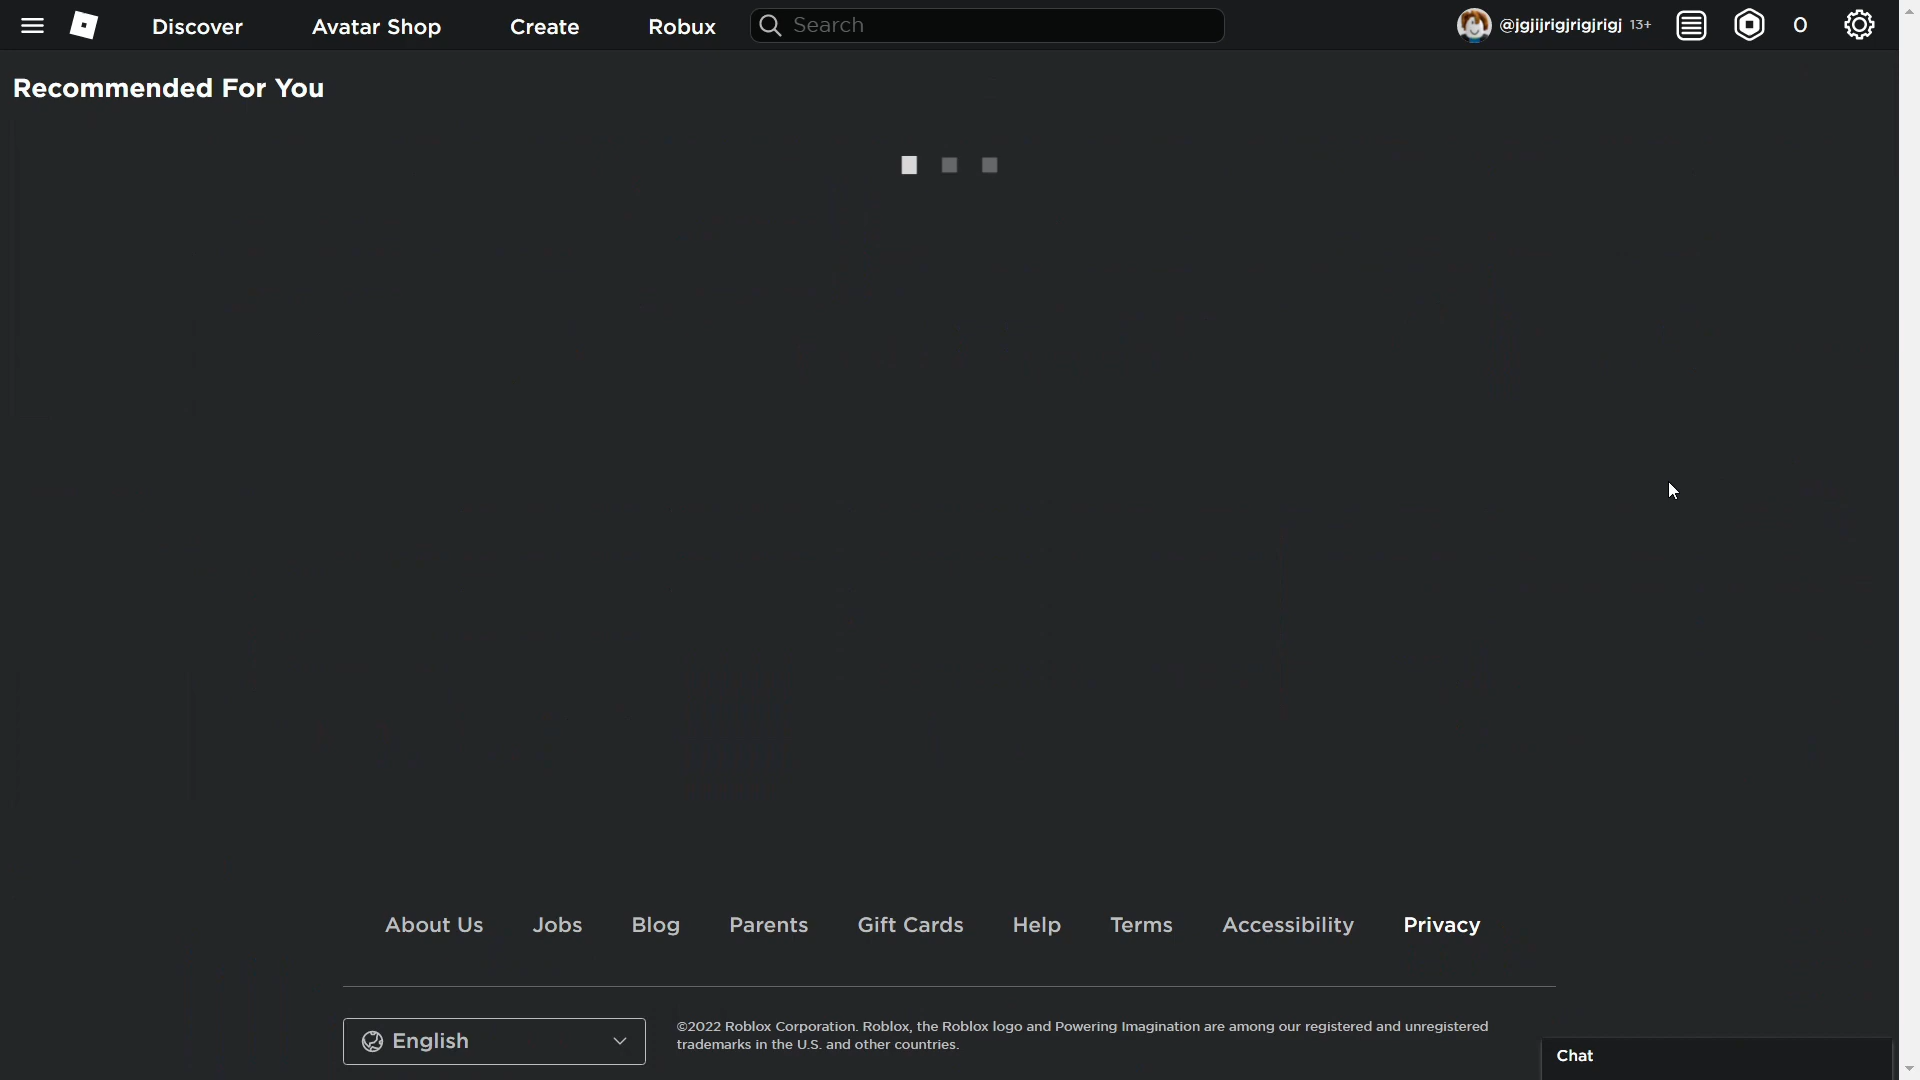 Discover Avatar Shop Create Robux Search @jgjijrigjrigjrigj 13+ 0
Recommended For You
About Us Jobs Blog Parents Gift Cards Help Terms Accessibility Privacy
English
©2022 Roblox Corporation. Roblox, the Roblox logo and Powering Imagination are among our registered and unregistered
trademarks in the U.S. and other countries.
Chat